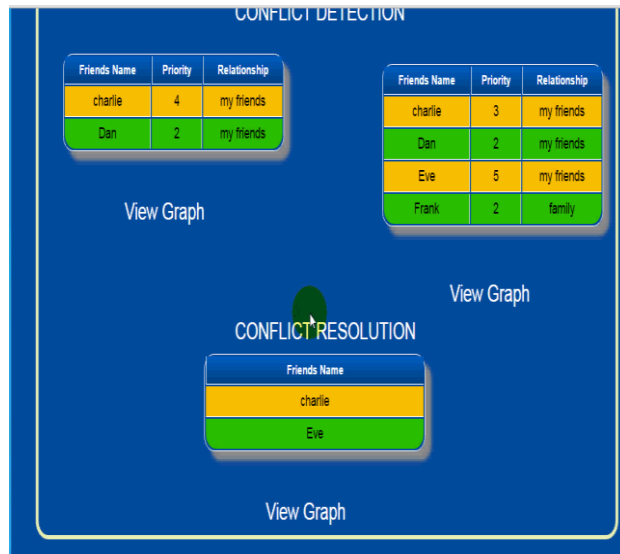 CONFLICT DETECTION
Friends Name Priority Relationship
charlie 4 my friends
Dan 2 my friends
View Graph
Friends Name Priority Relationship
charlie 3 my friends
Dan 2 my friends
Eve 5 my friends
Frank 2 family
View Graph
CONFLICT RESOLUTION
Friends Name
charlie
Eve
View Graph